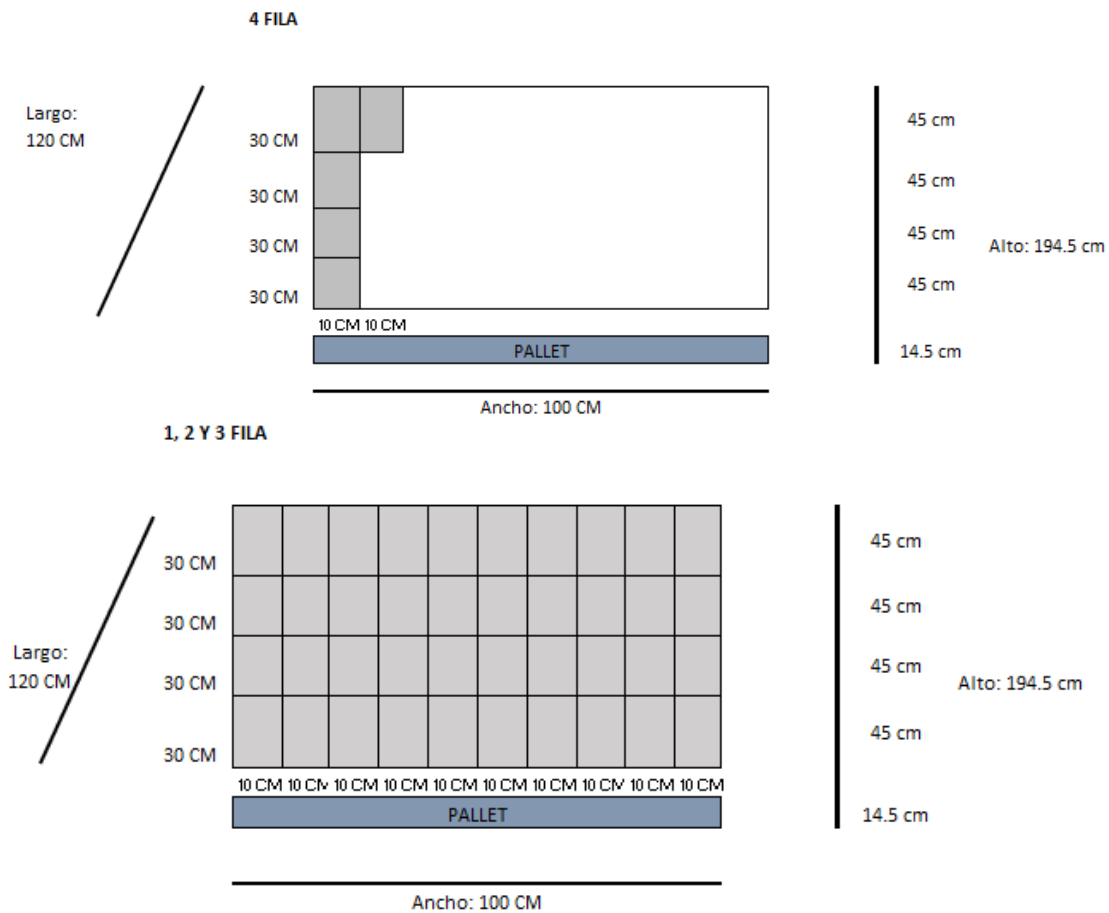 4 FILA
Largo:
120 CM
30 CM
30 CM
30 CM
30 CM
10 CM 10 CM
PALLET
Ancho: 100 CM
45 cm
45 cm
45 cm
45 cm
14.5 cm
Alto: 194.5 cm
1, 2 Y 3 FILA
Largo:
120 CM
30 CM
30 CM
30 CM
30 CM
10 CM 10 CM 10 CM 10 CM 10 CM 10 CM 10 CM 10 CM 10 CM 10 CM
PALLET
Ancho: 100 CM
45 cm
45 cm
45 cm
45 cm
14.5 cm
Alto: 194.5 cm